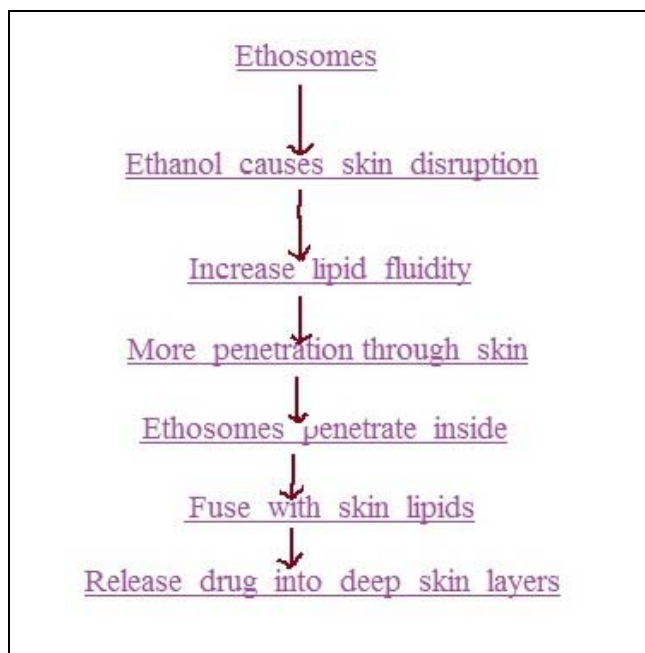 Ethosomes
Ethanol causes skin disruption
Increase lipid fluidity
More penetration through skin
Ethosomes penetrate inside
Fuse with skin lipids
Release drug into deep skin layers